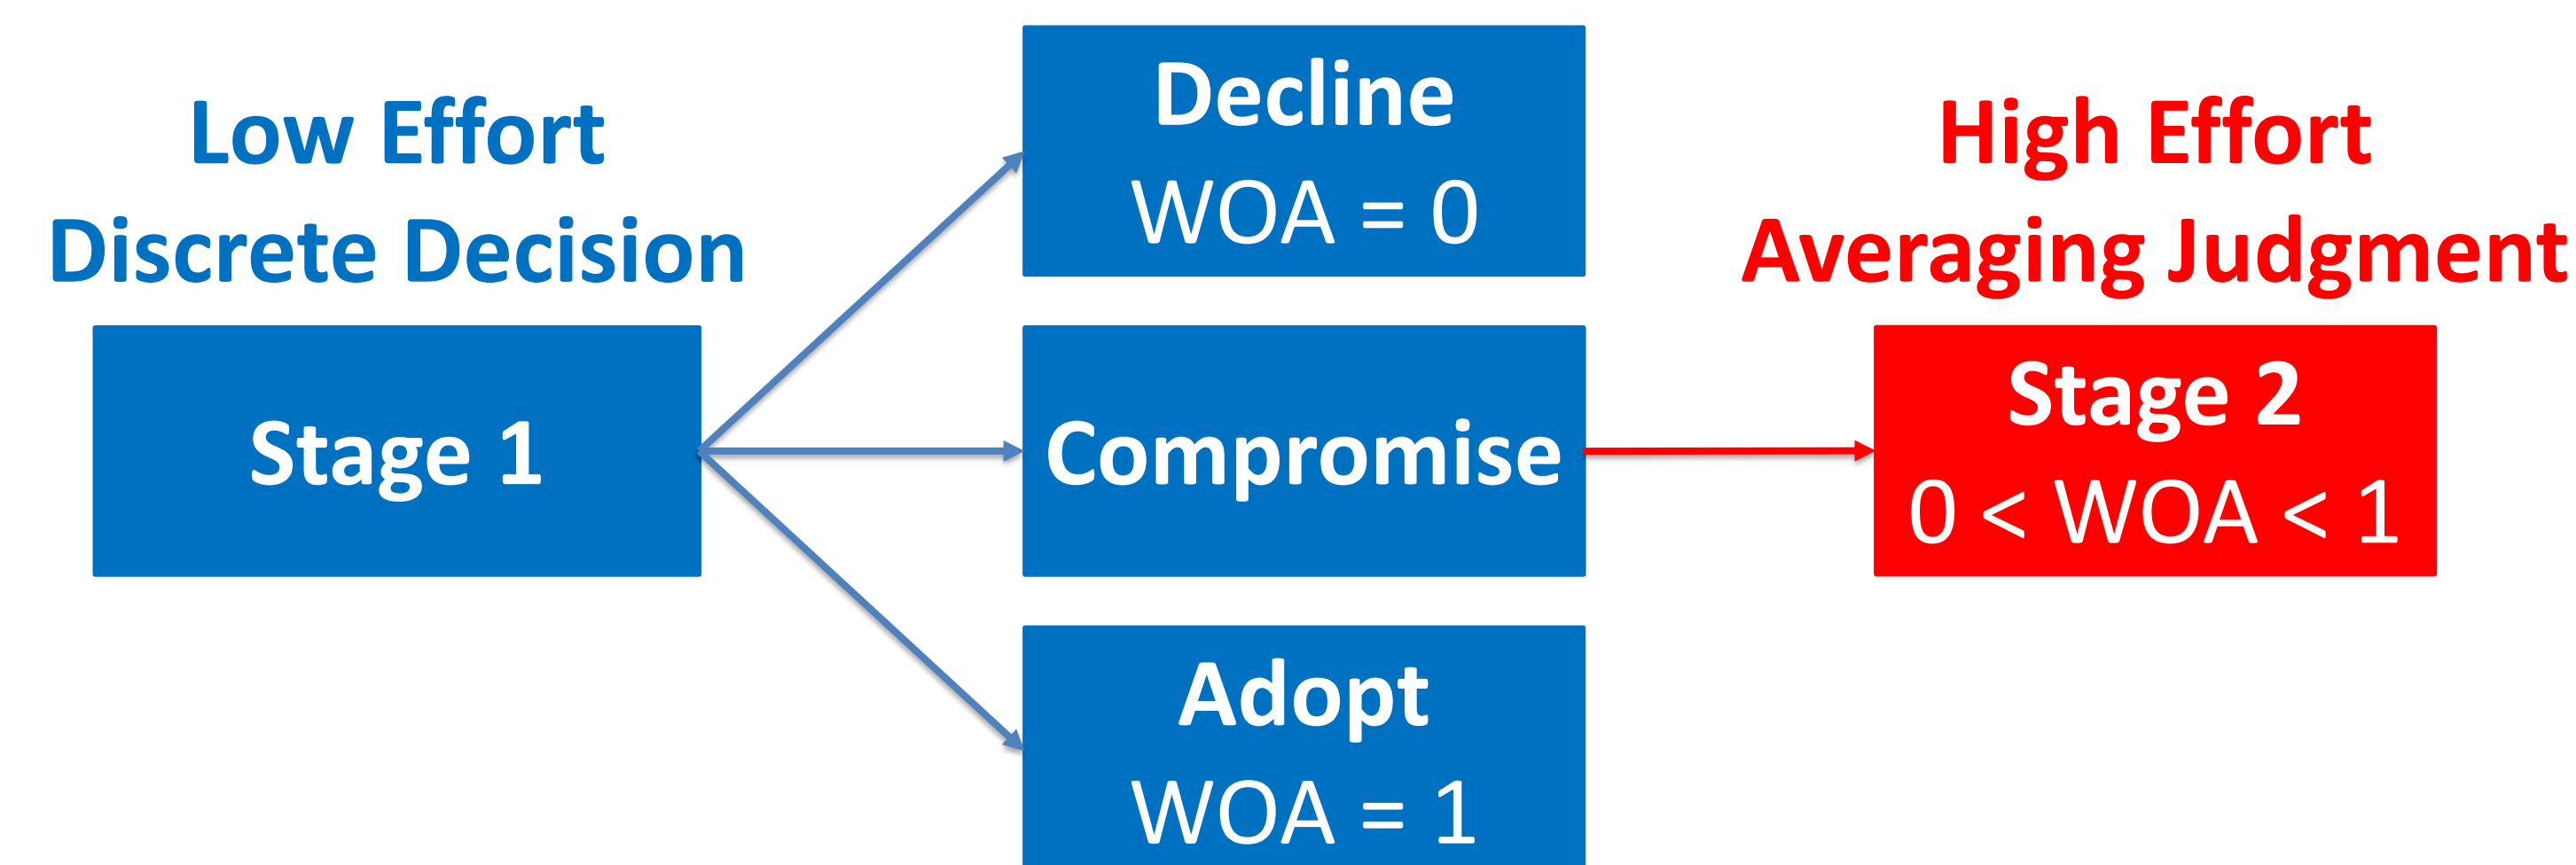 Low Effort
Discrete Decision
Stage 1
Decline
WOA = 0
Compromise
Adopt
WOA = 1
High Effort
Averaging Judgment
Stage 2
0 < WOA < 1